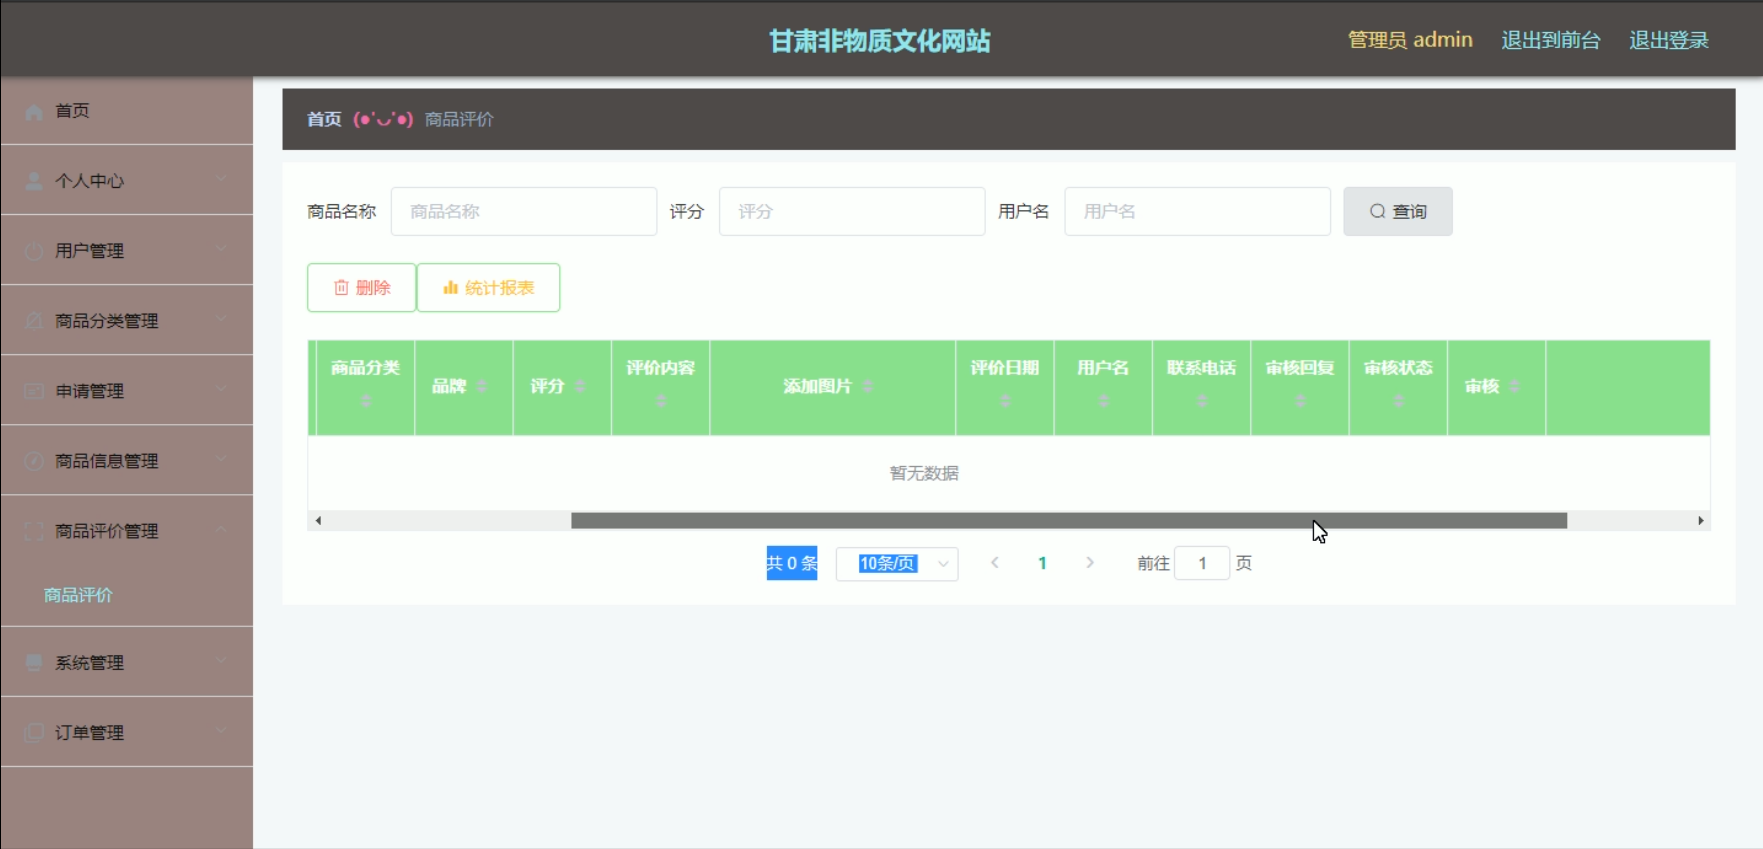 甘肃非物质文化网站
管理员 admin 退出到前台 退出登录
首页
个人中心
用户管理
商品分类管理
申请管理
商品信息管理
商品评价管理
商品评价
系统管理
订单管理
首页 (●'◡'●) 商品评价
商品名称 商品名称 评分 评分 用户名 用户名 查询
删除 统计报表
商品分类 品牌 评分 评价内容 添加图片 评价日期 用户名 联系电话 审核回复 审核状态 审核
暂无数据
共 0 条 10条/页 1 前往 1 页